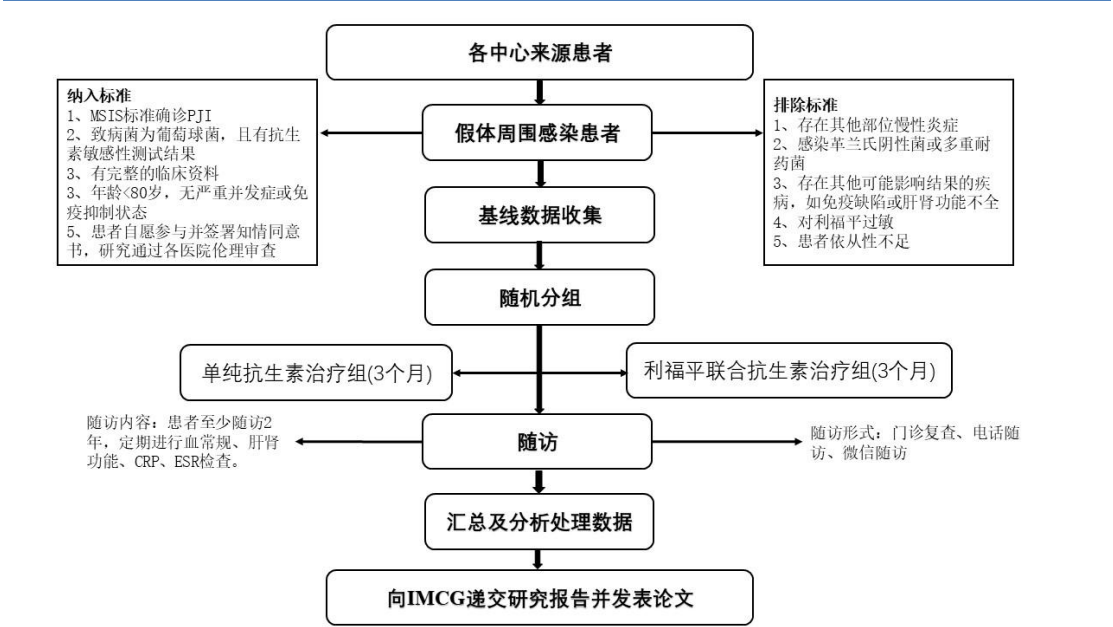 各中心来源患者
纳入标准
1、MSIS标准确诊PJI
2、致病菌为葡萄球菌，且有抗生
素敏感性测试结果
3、有完整的临床资料
3、年龄<80岁，无严重并发症或免
疫抑制状态
5、患者自愿参与并签署知情同意
书，研究通过各医院伦理审查
假体周围感染患者
排除标准
1、存在其他部位慢性炎症
2、感染革兰氏阴性菌或多重耐
药菌
3、存在其他可能影响结果的疾
病，如免疫缺陷或肝肾功能不全
4、对利福平过敏
5、患者依从性不足
基线数据收集
随机分组
单纯抗生素治疗组(3个月)
利福平联合抗生素治疗组(3个月)
随访内容：患者至少随访2
年，定期进行血常规、肝肾
功能、CRP、ESR检查。
随访
随访形式：门诊复查、电话随
访、微信随访
汇总及分析处理数据
向IMCG递交研究报告并发表论文